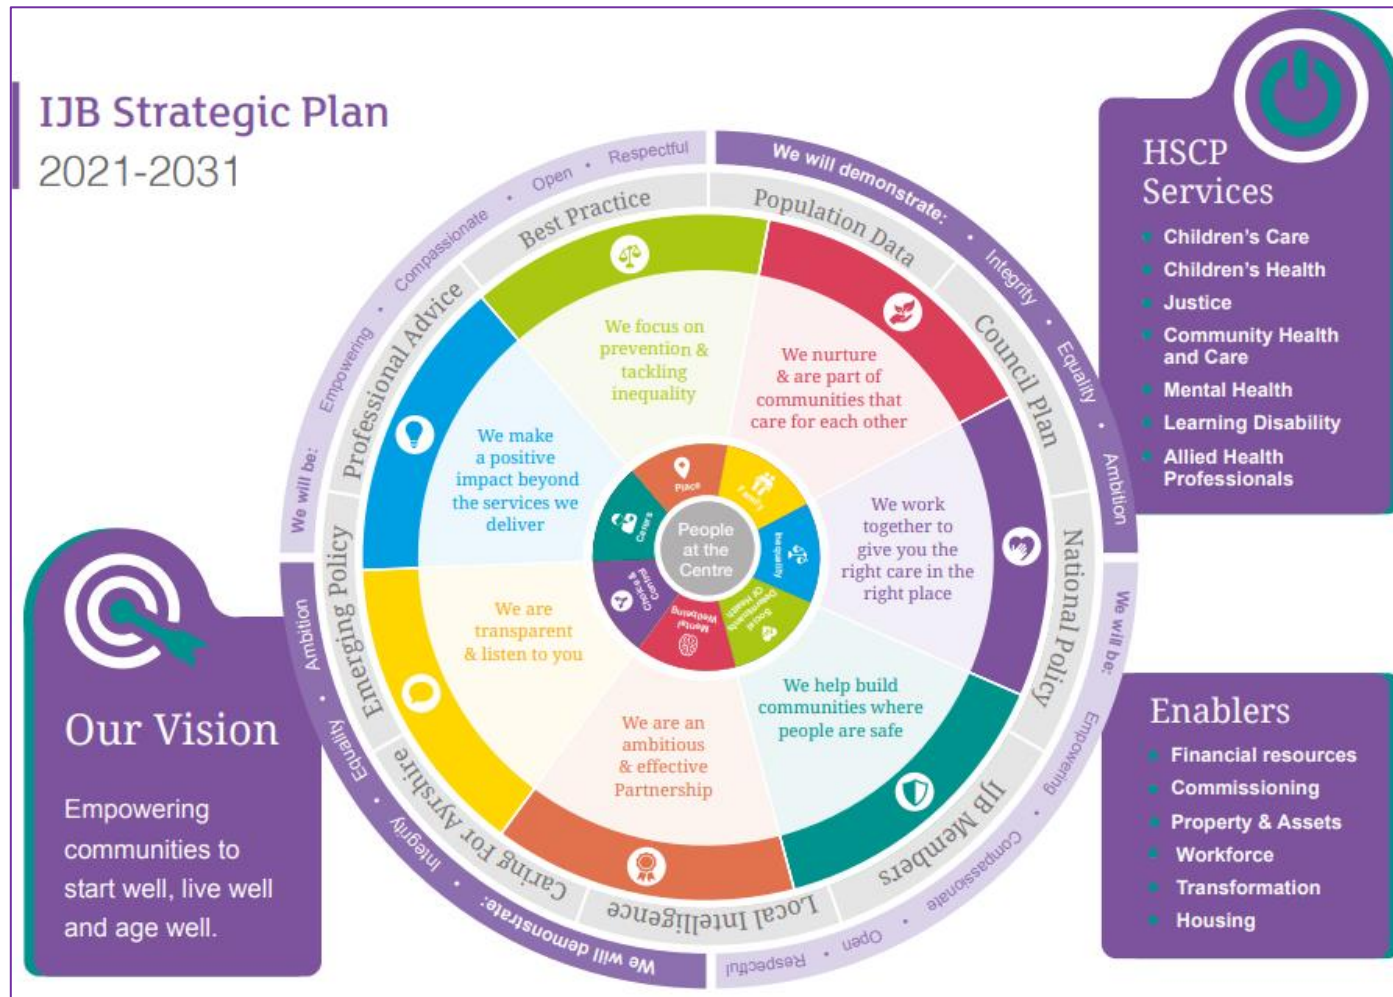 IJB Strategic Plan
2021-2031
We will be: Empowering • Compassionate • Open • Respectful
We will demonstrate: • Integrity • Equality • Ambition
We will be: Empowering • Compassionate • Open • Respectful
We will demonstrate: • Integrity • Equality • Ambition
Best Practice
Population Data
Council Plan
National Policy
IJB Members
Local Intelligence
Caring For Ayrshire
Emerging Policy
Professional Advice
We focus on
prevention &
tackling
inequality
We nurture
& are part of
communities that
care for each other
We work
together to
give you the
right care in the
right place
We help build
communities where
people are safe
We are an
ambitious
& effective
Partnership
We are
transparent
& listen to you
We make
a positive
impact beyond
the services we
deliver
Place
Family
Inequality
Social
Determinants
Of Health
Mental
Wellbeing
Choice &
Control
Carers
People
at the
Centre
HSCP
Services
• Children's Care
• Children's Health
• Justice
• Community Health
and Care
• Mental Health
• Learning Disability
• Allied Health
Professionals
Our Vision
Empowering
communities to
start well, live well
and age well.
Enablers
• Financial resources
• Commissioning
• Property & Assets
• Workforce
• Transformation
• Housing